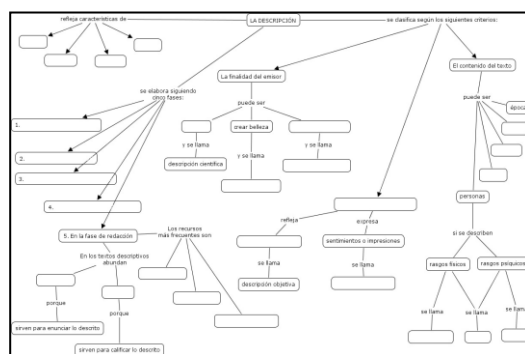 refleja características de
LA DESCRIPCIÓN
se clasifica según los siguientes criterios:
La finalidad del emisor
El contenido del texto
se elabora siguiendo
cinco fases:
puede ser
puede ser
época
1.
crear belleza
y se llama
y se llama
y se llama
2.
descripción científica
3.
personas
4.
refleja
expresa
si se describen
5. En la fase de redacción
Los recursos
más frecuentes son
sentimientos o impresiones
En los textos descriptivos
abundan
rasgos físicos
rasgos psíquicos
se llama
se llama
descripción objetiva
porque
porque
se llama
se llama
se llama
sirven para enunciar lo descrito
sirven para calificar lo descrito